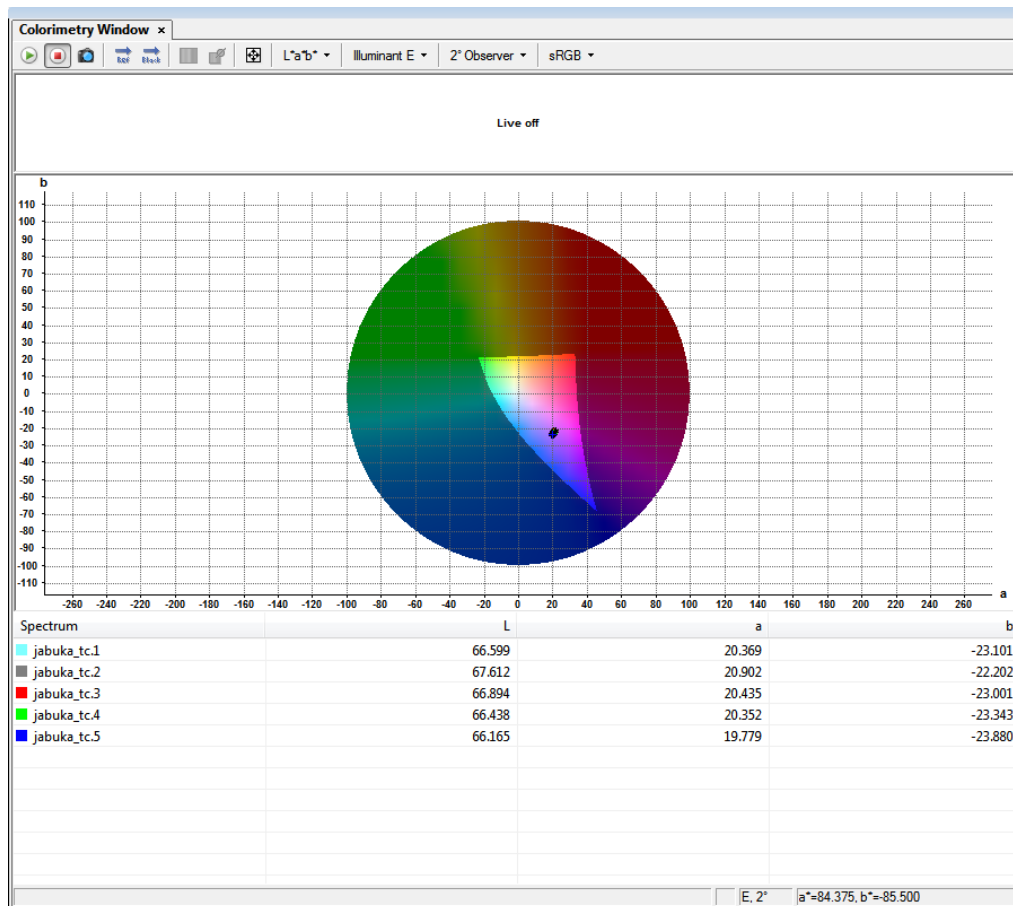 Colorimetry Window ×
Ref Black L*a*b* Illuminant E 2° Observer sRGB
Live off
b
110
100
90
80
70
60
50
40
30
20
10
0
-10
-20
-30
-40
-50
-60
-70
-80
-90
-100
-110
-260 -240 -220 -200 -180 -160 -140 -120 -100 -80 -60 -40 -20 0 20 40 60 80 100 120 140 160 180 200 220 240 260
a
Spectrum L a b
jabuka_tc.1 66.599 20.369 -23.101
jabuka_tc.2 67.612 20.902 -22.202
jabuka_tc.3 66.894 20.435 -23.001
jabuka_tc.4 66.438 20.352 -23.343
jabuka_tc.5 66.165 19.779 -23.880
E, 2° a*=84.375, b*=-85.500